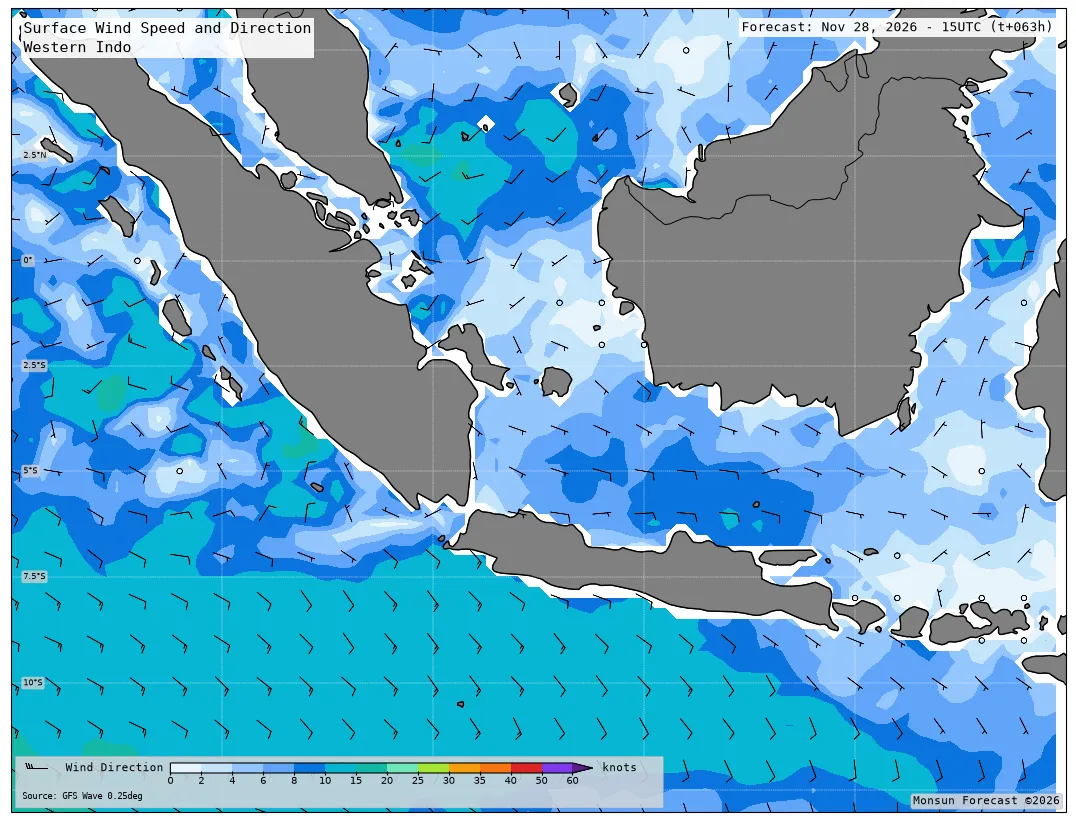 Surface Wind Speed and Direction
Western Indo
Forecast: Nov 28, 2026 - 15UTC (t+063h)
2.5°N
0°
2.5°S
5°S
7.5°S
10°S
Wind Direction
0 2 4 6 8 10 15 20 25 30 35 40 50 60
knots
Source: GFS Wave 0.25deg
Monsun Forecast ©2026